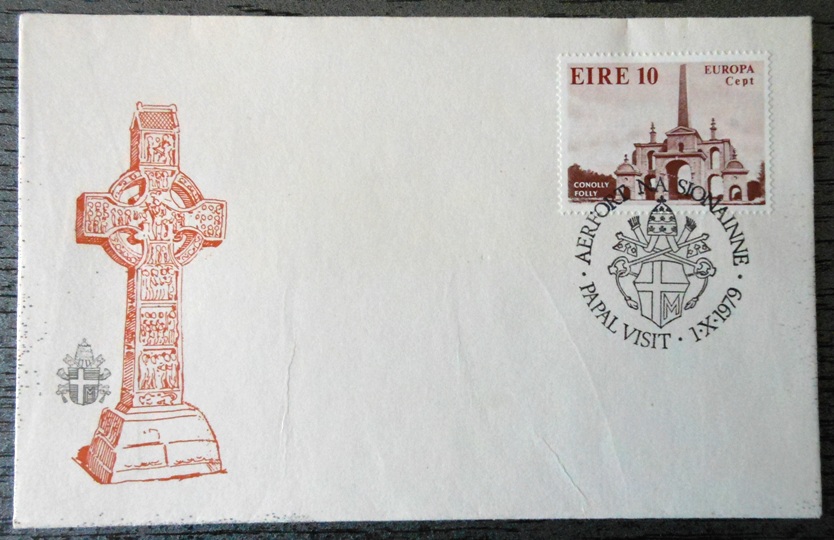 EIRE 10
EUROPA
Cept
CONOLLY
FOLLY
· AERFORT NA SIONAINNE ·
PAPAL VISIT · 1·X·1979
M
M